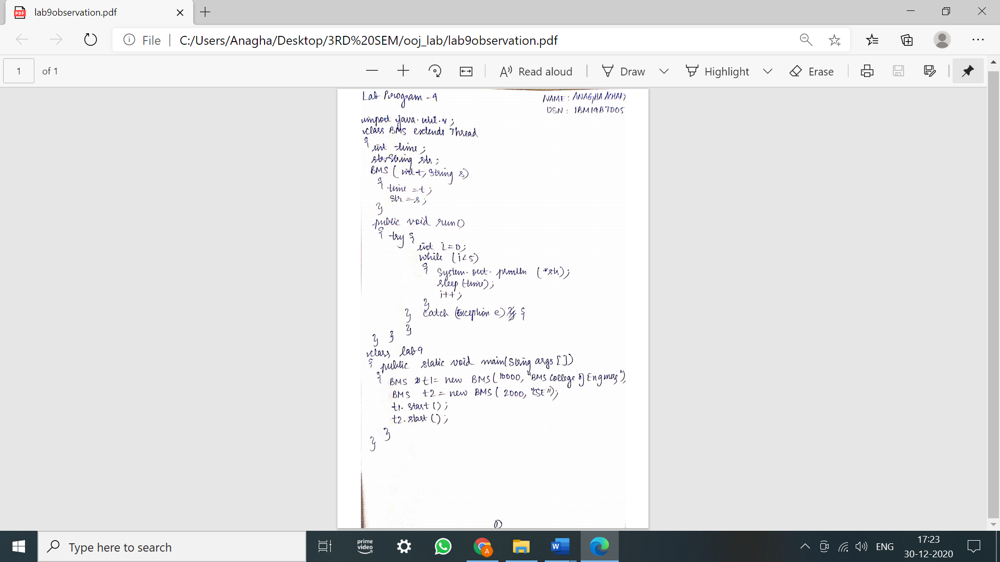 lab9observation.pdf
File C:/Users/Anagha/Desktop/3RD%20SEM/ooj_lab/lab9observation.pdf
1 of 1 Read aloud Draw Highlight Erase
Lab Program - 9 NAME : ANAGHA ACHARY
USN : 1BM19BT005
import java.util.*;
class BMS extends Thread
{
int time ;
String str ;
BMS ( int t, String s)
{ time = t ;
str = s ;
}
public void run()
{ try {
int i = 0;
while (i < 5)
{ System.out.println (str);
sleep (time);
i++;
}
} catch (Exception e) {
}
} }
class lab9
{ public static void main(String args [])
{ BMS t1 = new BMS( 10000, "BMS College of
BMS t2 = new BMS( 2000, "CSE");
t1. start () ;
t2. start () ;
}
}
1
Type here to search
prime video
W
A
ENG
17:23
30-12-2020